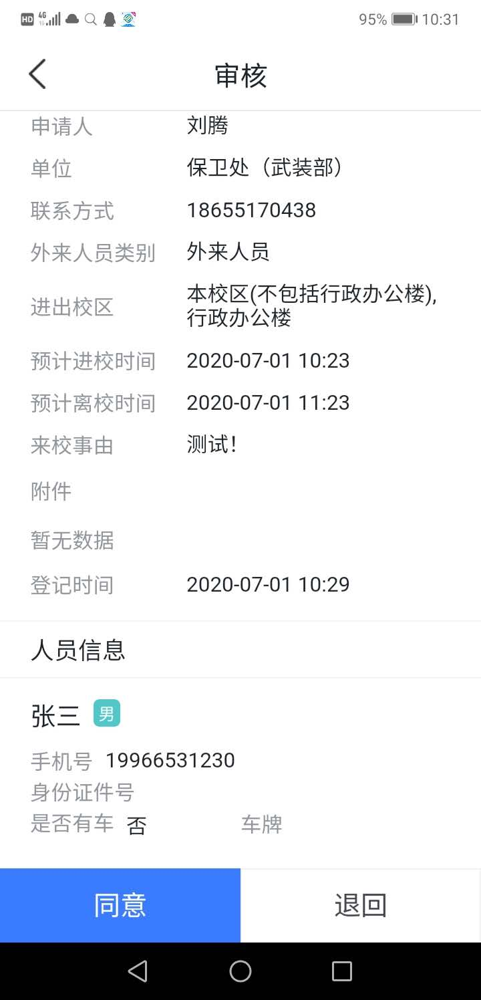 HD 4G 95% 10:31
审核
申请人 刘腾
单位 保卫处（武装部）
联系方式 18655170438
外来人员类别 外来人员
进出校区 本校区(不包括行政办公楼),
行政办公楼
预计进校时间 2020-07-01 10:23
预计离校时间 2020-07-01 11:23
来校事由 测试！
附件
暂无数据
登记时间 2020-07-01 10:29
人员信息
张三 男
手机号 19966531230
身份证件号
是否有车 否 车牌
同意 退回